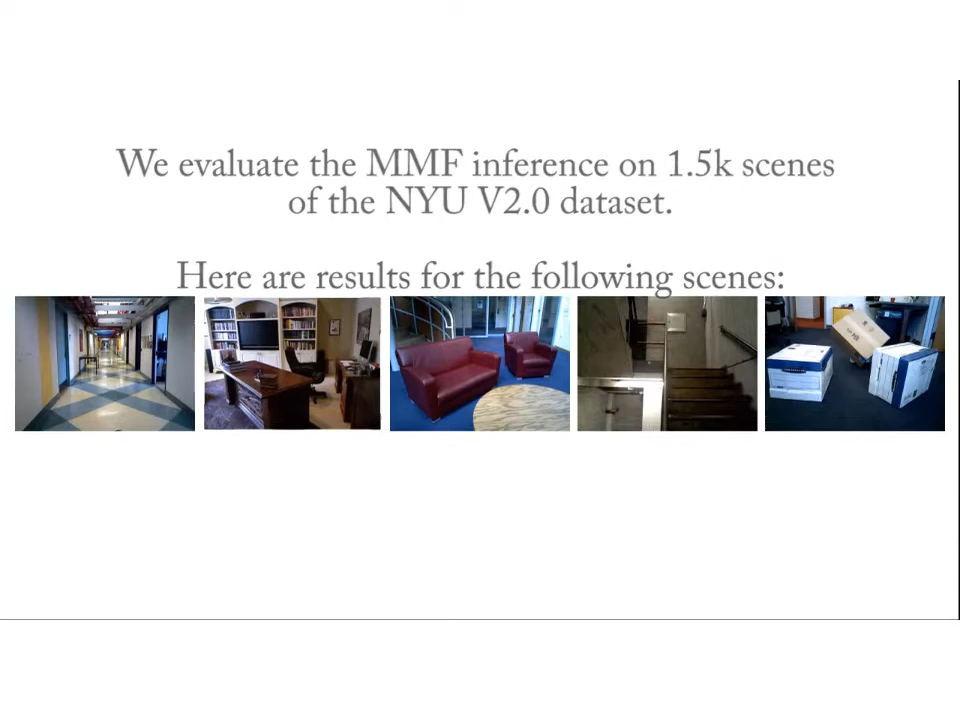 We evaluate the MMF inference on 1.5k scenes
of the NYU V2.0 dataset.
Here are results for the following scenes: